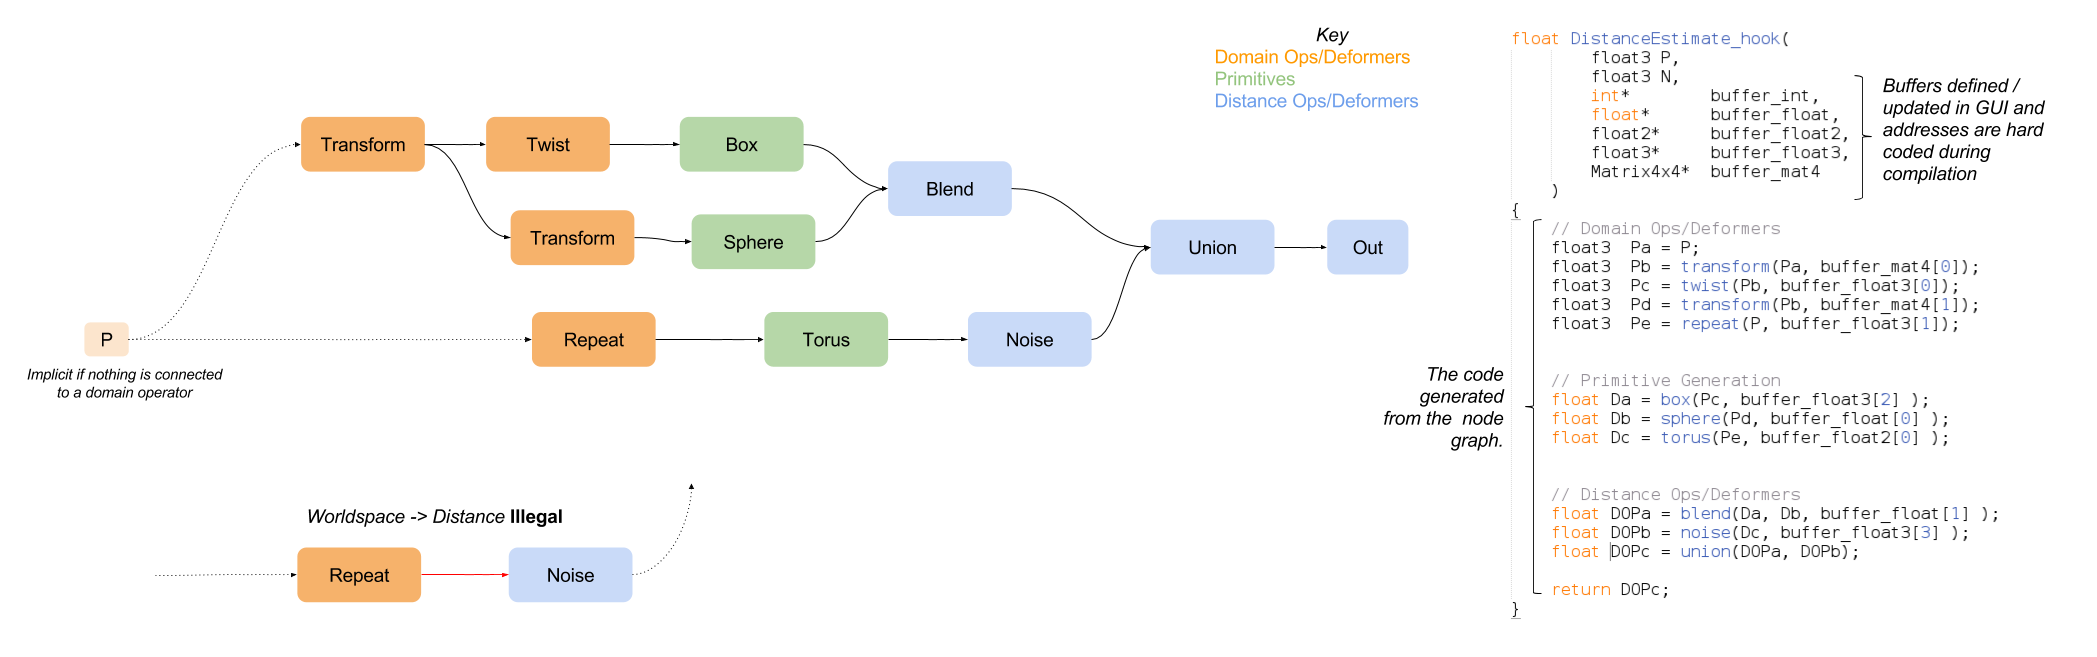 Key
Domain Ops/Deformers
Primitives
Distance Ops/Deformers
Transform
Twist
Box
Blend
Transform
Sphere
Union
Out
P
Repeat
Torus
Noise
Implicit if nothing is connected
to a domain operator
Worldspace -> Distance Illegal
Repeat
Noise
float DistanceEstimate_hook(
float3 P,
float3 N,
int* buffer_int,
float* buffer_float,
float2* buffer_float2,
float3* buffer_float3,
Matrix4x4* buffer_mat4
)
Buffers defined /
updated in GUI and
addresses are hard
coded during
compilation
{
// Domain Ops/Deformers
float3 Pa = P;
float3 Pb = transform(Pa, buffer_mat4[0]);
float3 Pc = twist(Pb, buffer_float3[0]);
float3 Pd = transform(Pb, buffer_mat4[1]);
float3 Pe = repeat(P, buffer_float3[1]);
// Primitive Generation
float Da = box(Pc, buffer_float3[2] );
float Db = sphere(Pd, buffer_float[0] );
float Dc = torus(Pe, buffer_float2[0] );
// Distance Ops/Deformers
float DOPa = blend(Da, Db, buffer_float[1] );
float DOPb = noise(Dc, buffer_float3[3] );
float DOPc = union(DOPa, DOPb);
return DOPc;
}
The code
generated
from the node
graph.